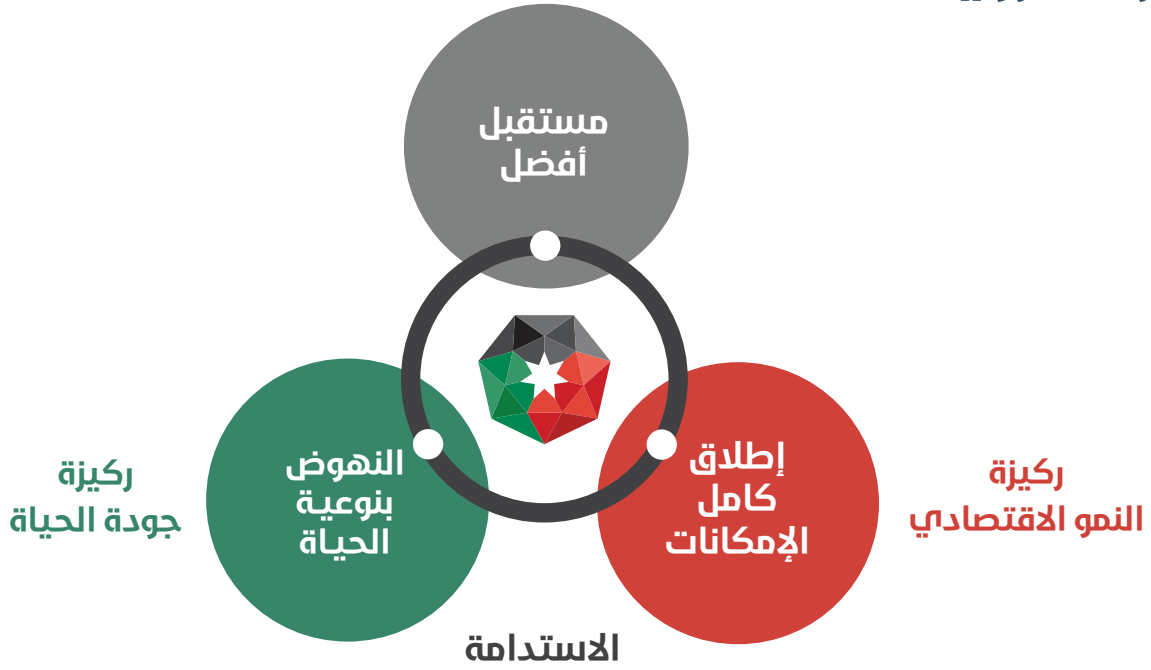 مستقبل
أفضل
إطلاق
كامل
الإمكانات
ركيزة
النمو الاقتصادي
النهوض
بنوعية
الحياة
ركيزة
جودة الحياة
الاستدامة